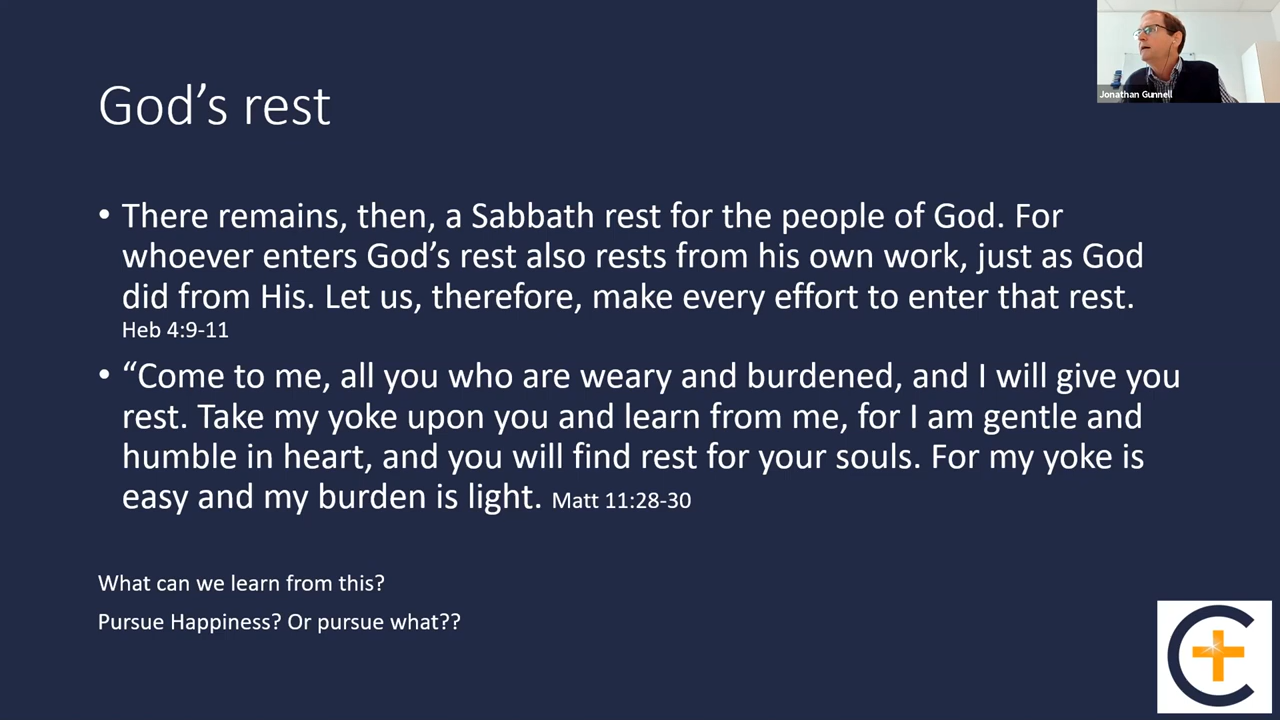 God’s rest
Jonathan Gunnell
• There remains, then, a Sabbath rest for the people of God. For
whoever enters God’s rest also rests from his own work, just as God
did from His. Let us, therefore, make every effort to enter that rest.
Heb 4:9-11
• “Come to me, all you who are weary and burdened, and I will give you
rest. Take my yoke upon you and learn from me, for I am gentle and
humble in heart, and you will find rest for your souls. For my yoke is
easy and my burden is light. Matt 11:28-30
What can we learn from this?
Pursue Happiness? Or pursue what??